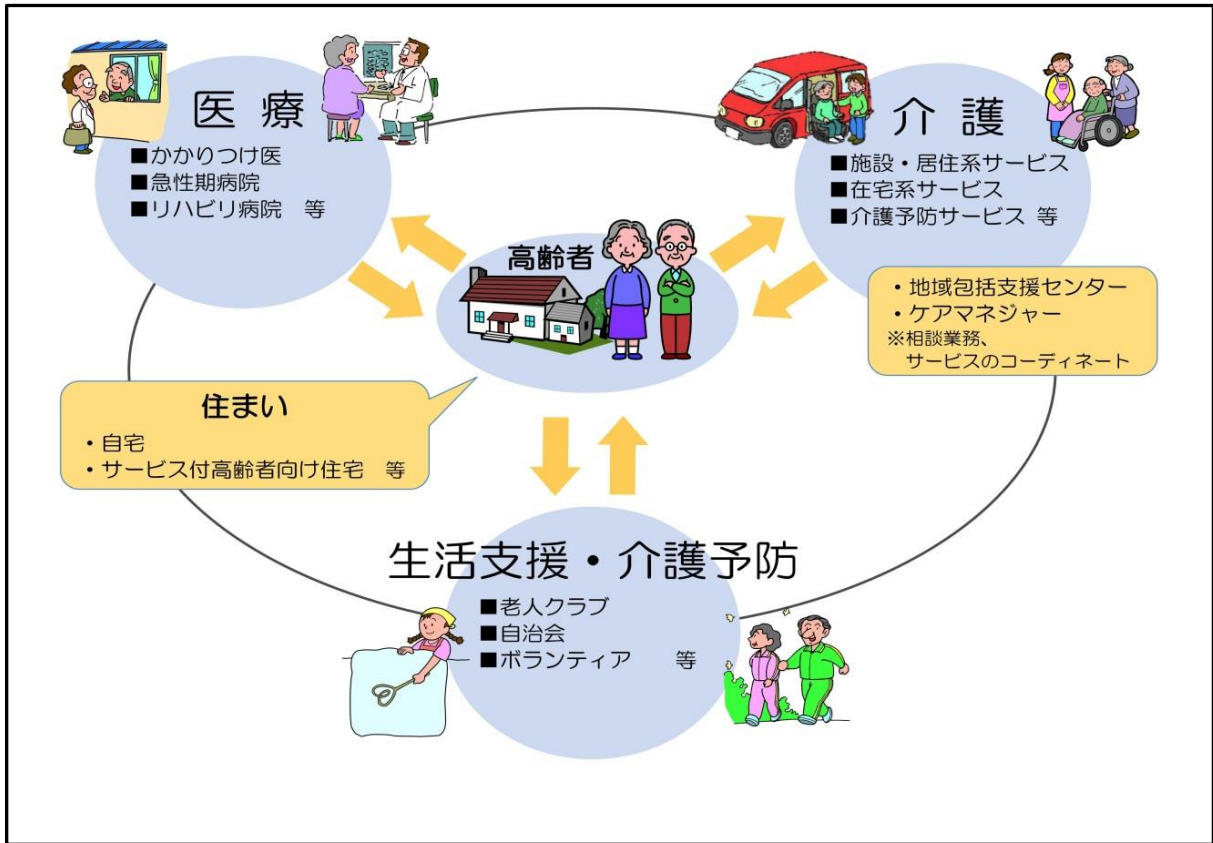 医療
■かかりつけ医
■急性期病院
■リハビリ病院　等
介護
■施設・居住系サービス
■在宅系サービス
■介護予防サービス 等
・地域包括支援センター
・ケアマネジャー
※相談業務、
サービスのコーディネート
高齢者
住まい
・自宅
・サービス付高齢者向け住宅　等
生活支援・介護予防
■老人クラブ
■自治会
■ボランティア　　等